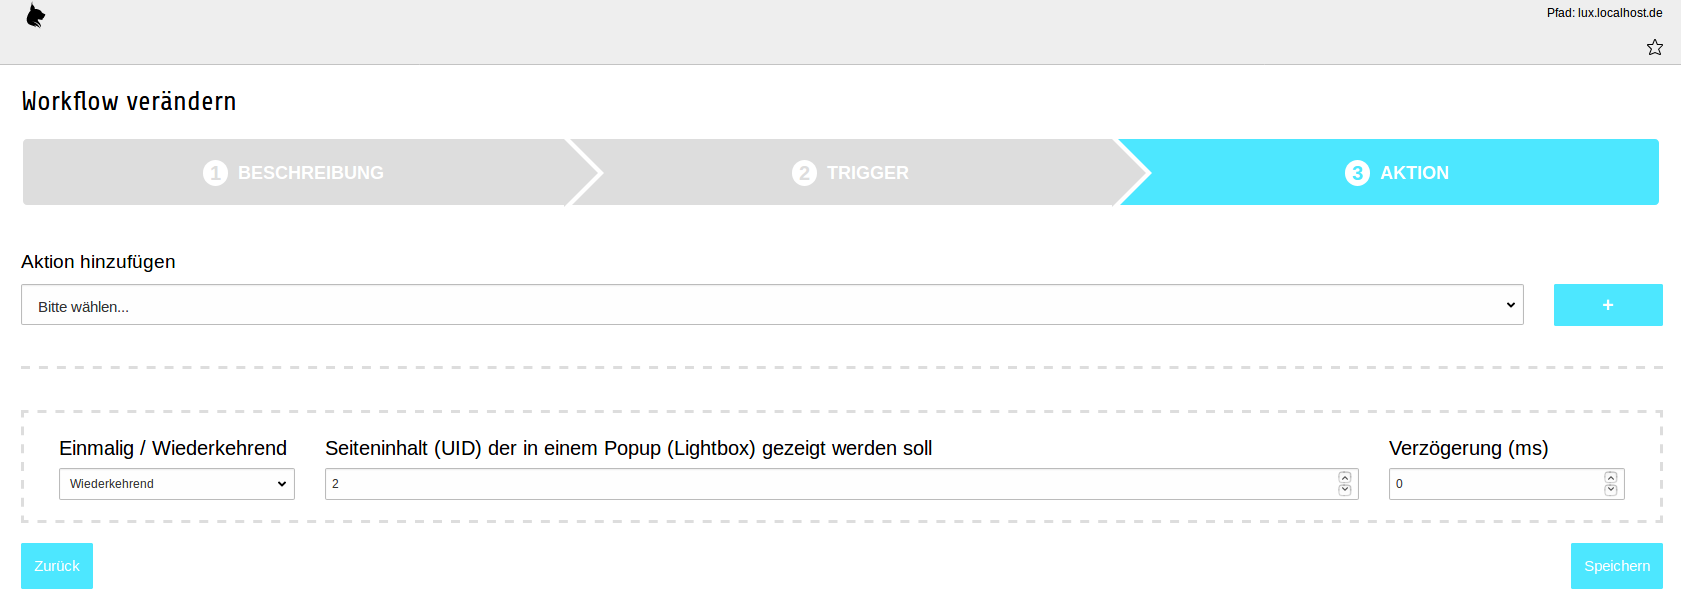 Pfad: lux.localhost.de
Workflow verändern
1 BESCHREIBUNG
2 TRIGGER
3 AKTION
Aktion hinzufügen
Bitte wählen...
+
Einmalig / Wiederkehrend
Seiteninhalt (UID) der in einem Popup (Lightbox) gezeigt werden soll
Verzögerung (ms)
Wiederkehrend
2
0
Zurück
Speichern